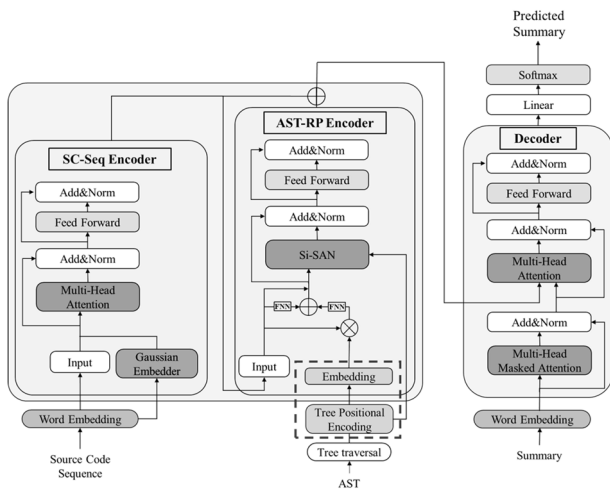 Predicted
Summary
Softmax
Linear
Decoder
Add&Norm
Feed Forward
Add&Norm
Multi-Head
Attention
Add&Norm
Multi-Head
Masked Attention
Word Embedding
Summary
AST-RP Encoder
Add&Norm
Feed Forward
Add&Norm
Si-SAN
FNN
FNN
Input
Embedding
Tree Positional
Encoding
Tree traversal
AST
SC-Seq Encoder
Add&Norm
Feed Forward
Add&Norm
Multi-Head
Attention
Input
Gaussian
Embedder
Word Embedding
Source Code
Sequence